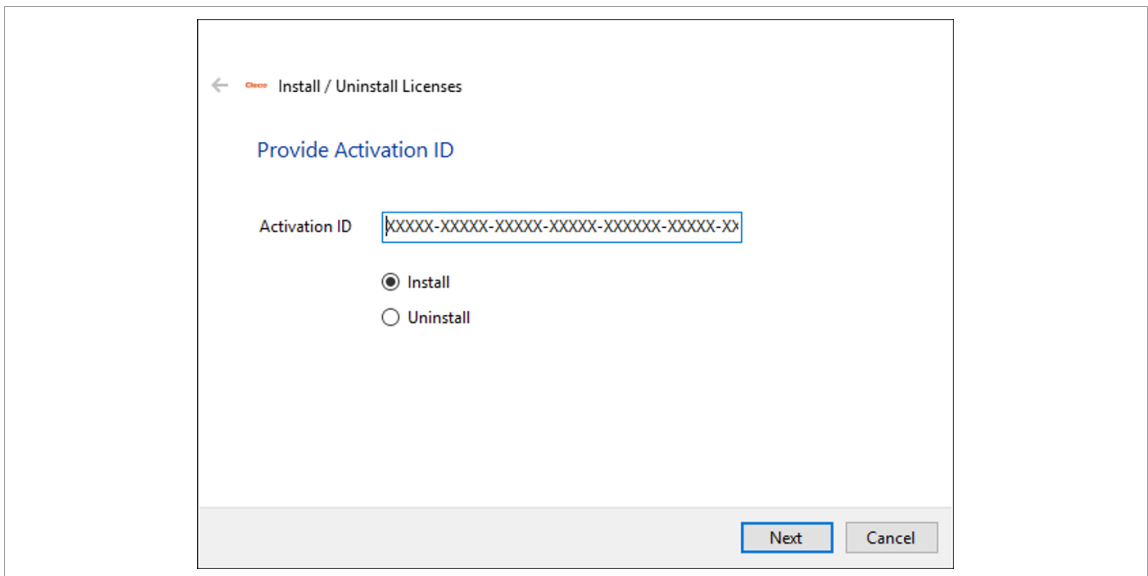 Cleco Install / Uninstall Licenses
Provide Activation ID
Activation ID XXXXX-XXXXX-XXXXX-XXXXX-XXXXXX-XXXXX-XX
Install
Uninstall
Next Cancel